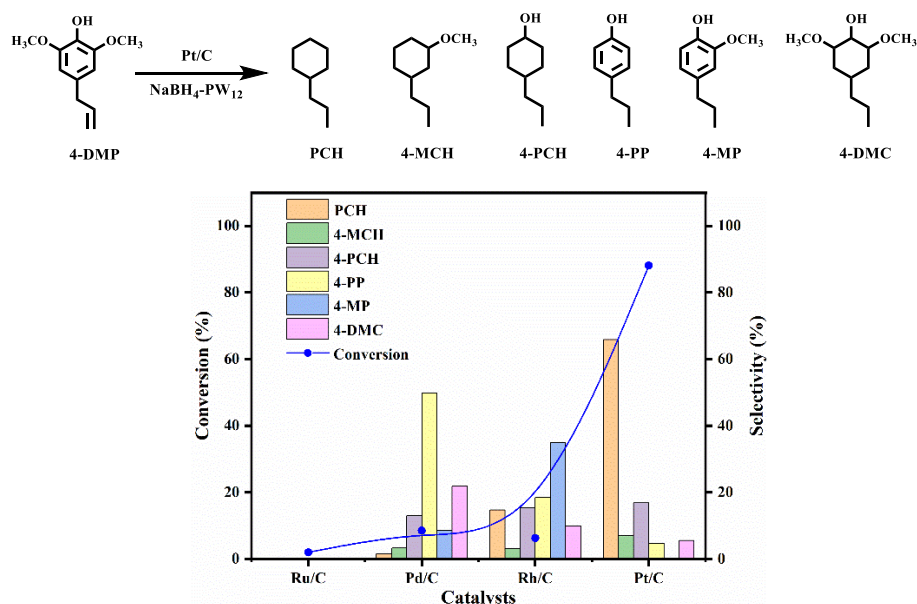 OH
H₃CO
OCH₃
4-DMP
Pt/C
NaBH₄-PW₁₂
PCH
OCH₃
4-MCH
OH
4-PCH
OH
4-PP
OH
OCH₃
4-MP
OH
H₃CO
OCH₃
4-DMC
PCH
4-MCH
4-PCH
4-PP
4-MP
4-DMC
Conversion
Conversion (%)
100
80
60
40
20
0
Selectivity (%)
100
80
60
40
20
0
Ru/C
Pd/C
Rh/C
Pt/C
Catalysts